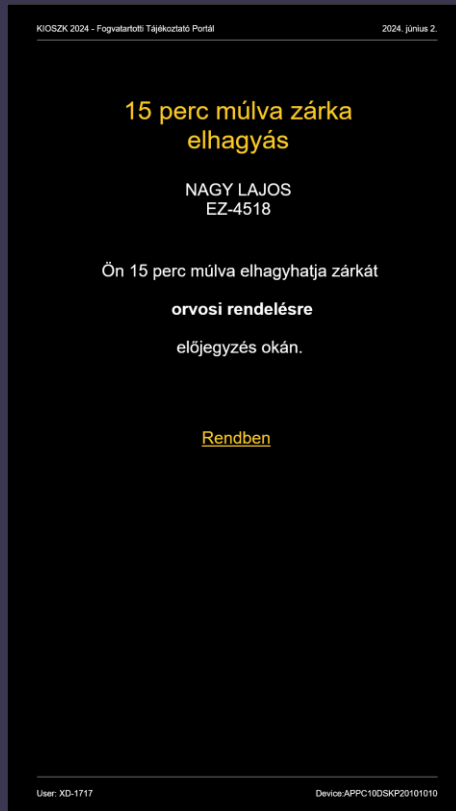 KIOSZK 2024 - Fogvatartotti Tájékoztató Portál
2024. június 2.
15 perc múlva zárka
elhagyás
NAGY LAJOS
EZ-4518
Ön 15 perc múlva elhagyhatja zárkát
orvosi rendelésre
előjegyzés okán.
Rendben
User: XD-1717
Device:APPC10DSKP20101010